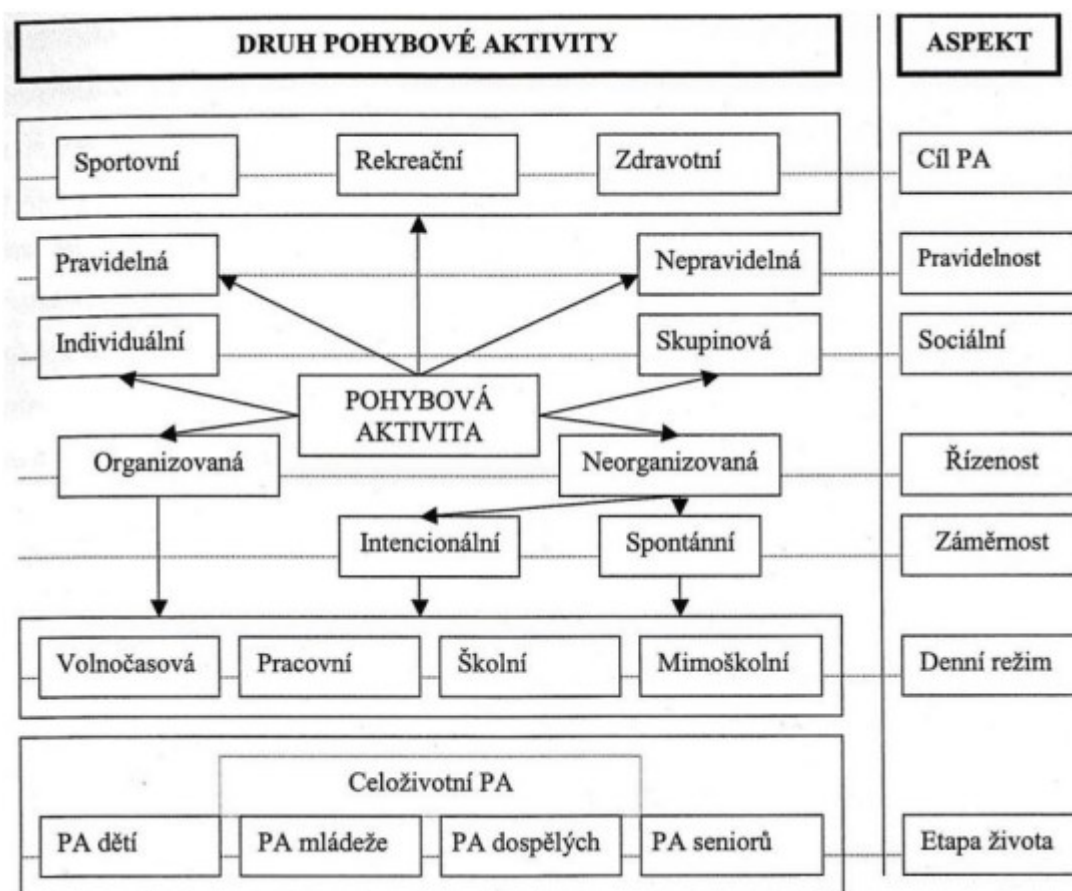 DRUH POHYBOVÉ AKTIVITY
ASPEKT
Sportovní
Rekreační
Zdravotní
Cíl PA
Pravidelná
Nepravidelná
Pravidelnost
Individuální
Skupinová
Sociální
POHYBOVÁ
AKTIVITA
Organizovaná
Neorganizovaná
Řízenost
Intencionální
Spontánní
Záměrnost
Volnočasová
Pracovní
Školní
Mimoškolní
Denní režim
Celoživotní PA
PA dětí
PA mládeže
PA dospělých
PA seniorů
Etapa života